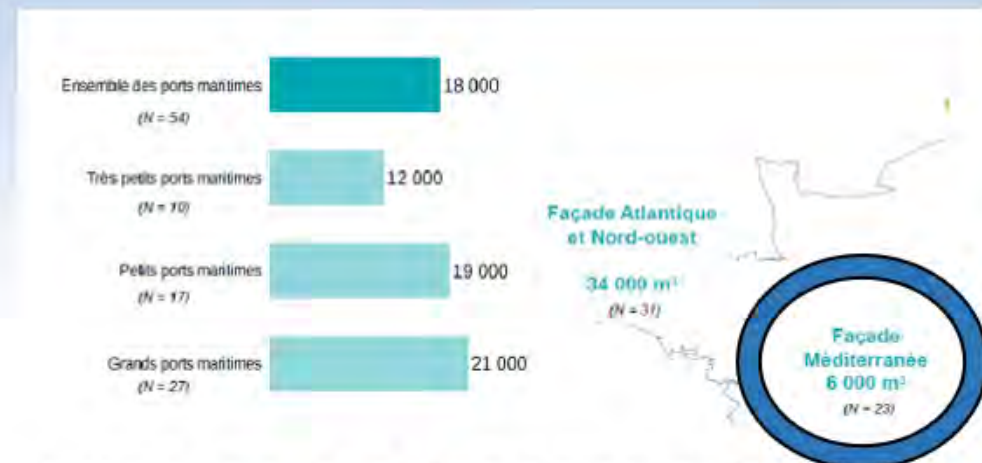 Ensemble des ports maritimes
(N = 54)
18 000
Très petits ports maritimes
(N = 10)
12 000
Petits ports maritimes
(N = 17)
19 000
Grands ports maritimes
(N = 27)
21 000
Façade Atlantique
et Nord-ouest
34 000 m³
(N = 31)
Façade
Méditerranée
6 000 m³
(N = 23)